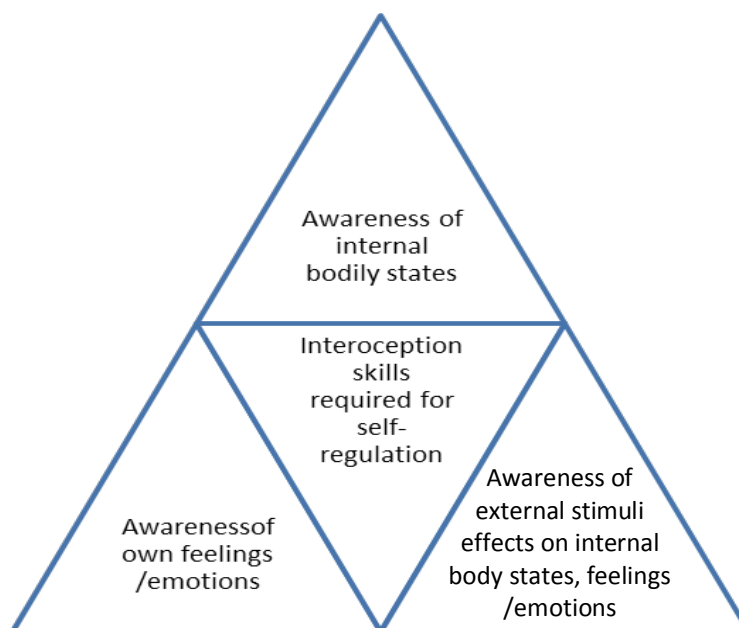 Awareness of
internal
bodily states
Interoception
skills
required for
self-
regulation
Awarenessof
own feelings
/emotions
Awareness of
external stimuli
effects on internal
body states, feelings
/emotions